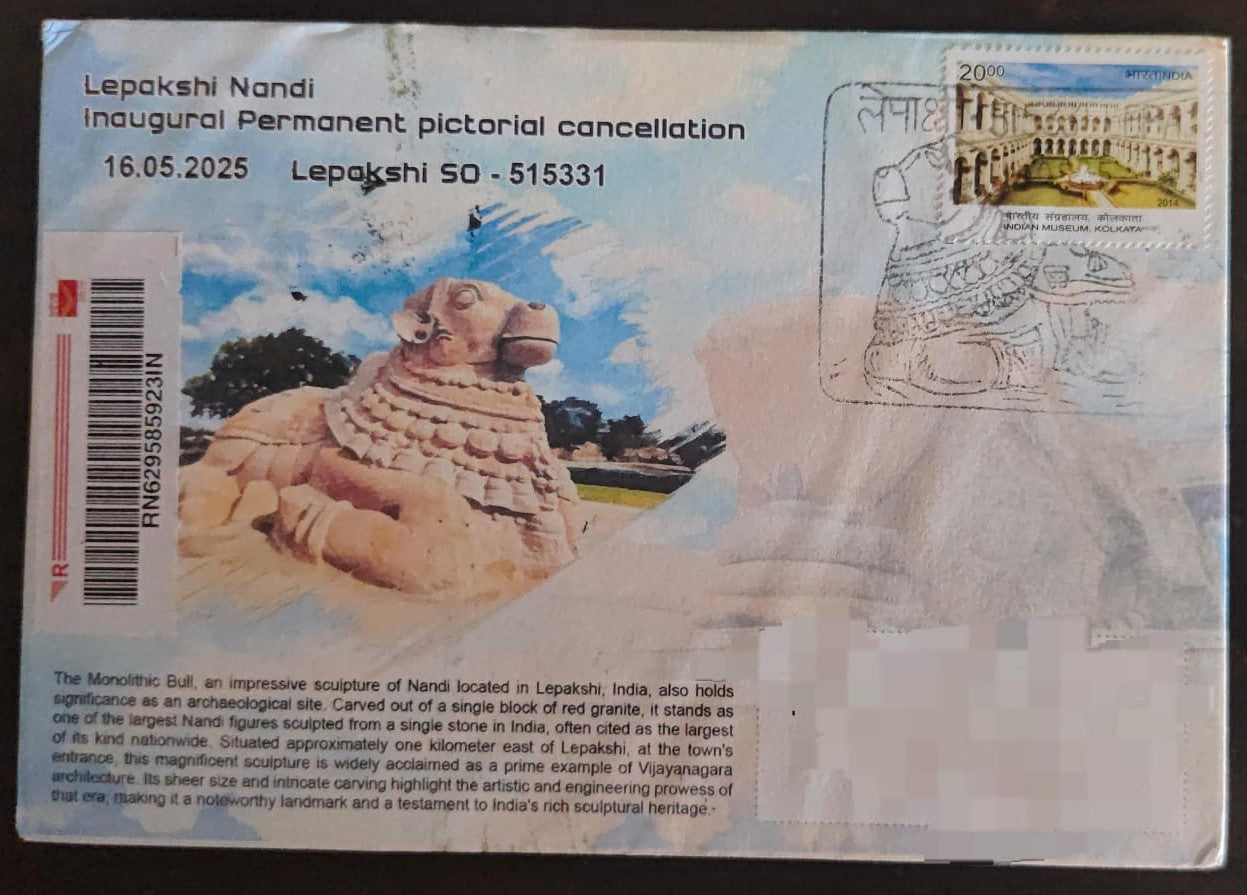 Lepakshi Nandi
Inaugural Permanent pictorial cancellation
16.05.2025 Lepakshi SO - 515331
2000
भारत INDIA
लेपाक्ष
2014
भारतीय संग्रहालय, कोलकाता
INDIAN MUSEUM, KOLKATA
RN629585923IN
R
The Monolithic Bull, an impressive sculpture of Nandi located in Lepakshi, India, also holds
significance as an archaeological site. Carved out of a single block of red granite, it stands as
one of the largest Nandi figures sculpted from a single stone in India, often cited as the largest
of its kind nationwide. Situated approximately one kilometer east of Lepakshi, at the town's
entrance, this magnificent sculpture is widely acclaimed as a prime example of Vijayanagara
architecture. Its sheer size and intricate carving highlight the artistic and engineering prowess of
that era, making it a noteworthy landmark and a testament to India's rich sculptural heritage.-